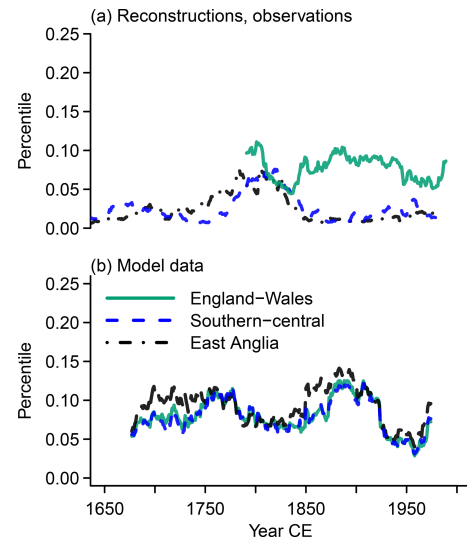 (a) Reconstructions, observations
0.25
0.20
0.15
0.10
0.05
0.00
Percentile
(b) Model data
0.25
0.20
0.15
0.10
0.05
0.00
Percentile
England−Wales
Southern−central
East Anglia
1650 1750 1850 1950
Year CE